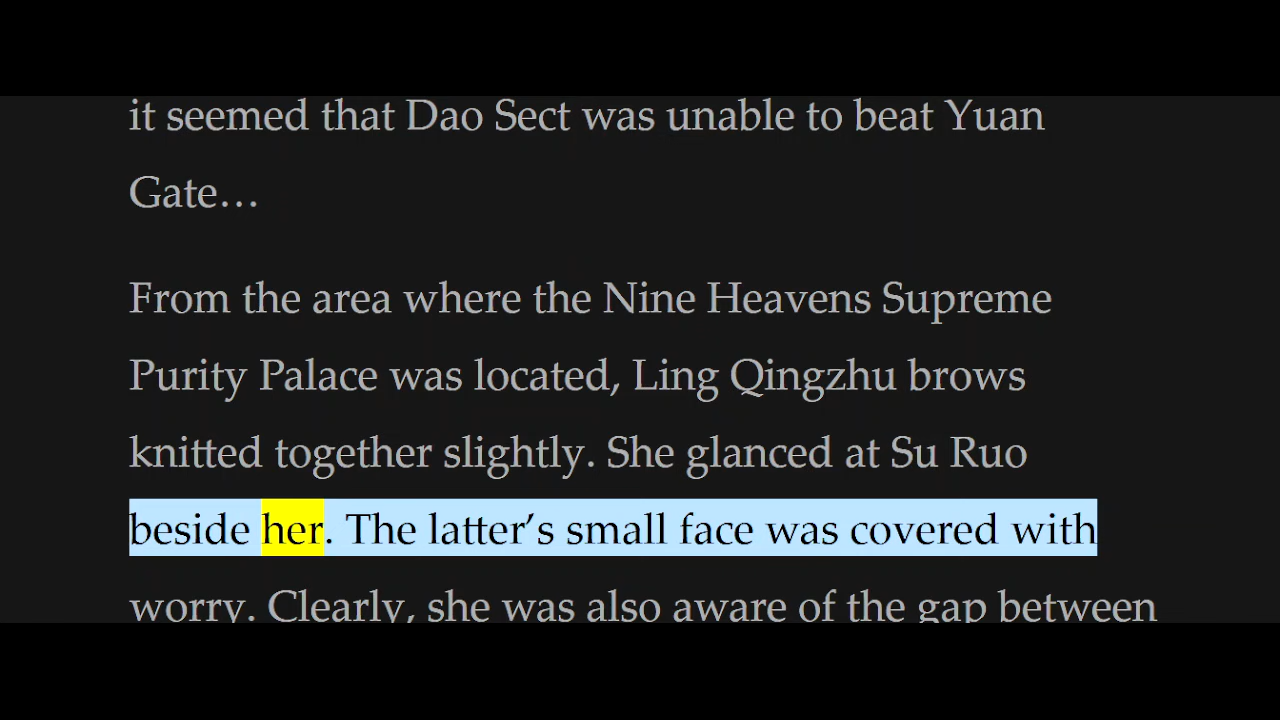 it seemed that Dao Sect was unable to beat Yuan
Gate…
From the area where the Nine Heavens Supreme
Purity Palace was located, Ling Qingzhu brows
knitted together slightly. She glanced at Su Ruo
beside her. The latter’s small face was covered with
worry. Clearly, she was also aware of the gap between